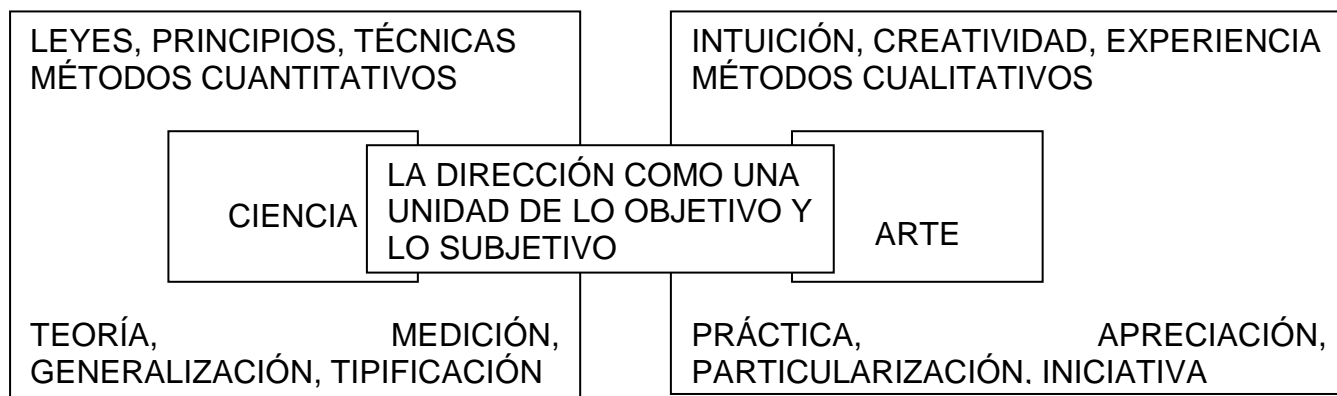 LEYES, PRINCIPIOS, TÉCNICAS
MÉTODOS CUANTITATIVOS
CIENCIA
TEORÍA, MEDICIÓN,
GENERALIZACIÓN, TIPIFICACIÓN
LA DIRECCIÓN COMO UNA
UNIDAD DE LO OBJETIVO Y
LO SUBJETIVO
INTUICIÓN, CREATIVIDAD, EXPERIENCIA
MÉTODOS CUALITATIVOS
ARTE
PRÁCTICA, APRECIACIÓN,
PARTICULARIZACIÓN, INICIATIVA